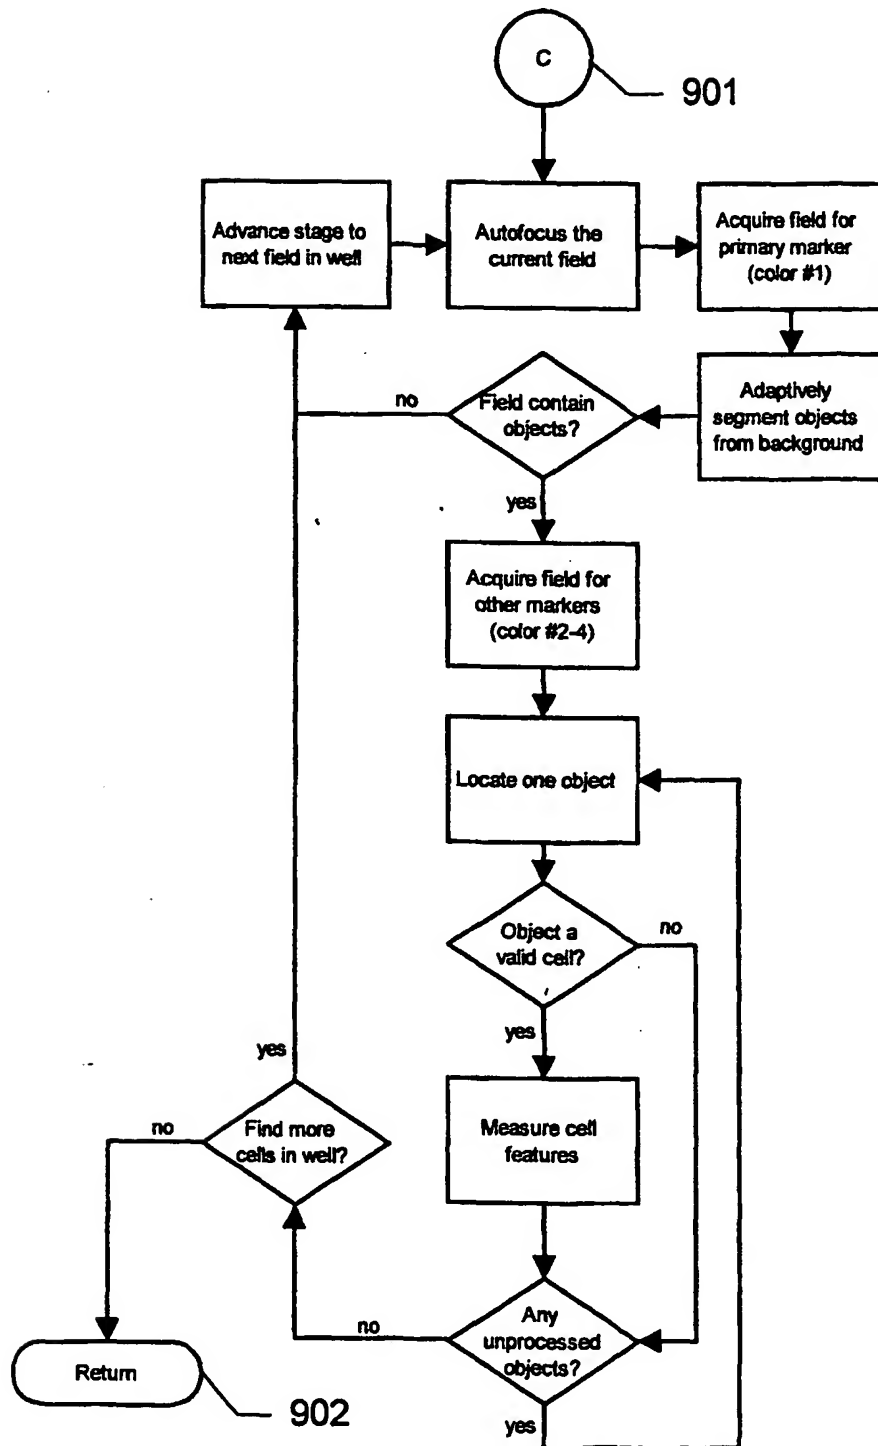 C
901
Advance stage to
next field in well
Autofocus the
current field
Acquire field for
primary marker
(color #1)
Adaptively
segment objects
from background
Field contain
objects?
no
yes
Acquire field for
other markers
(color #2-4)
Locate one object
Object a
valid cell?
no
yes
Measure cell
features
yes
Find more
cells in well?
no
Any
unprocessed
objects?
no
yes
Return
902